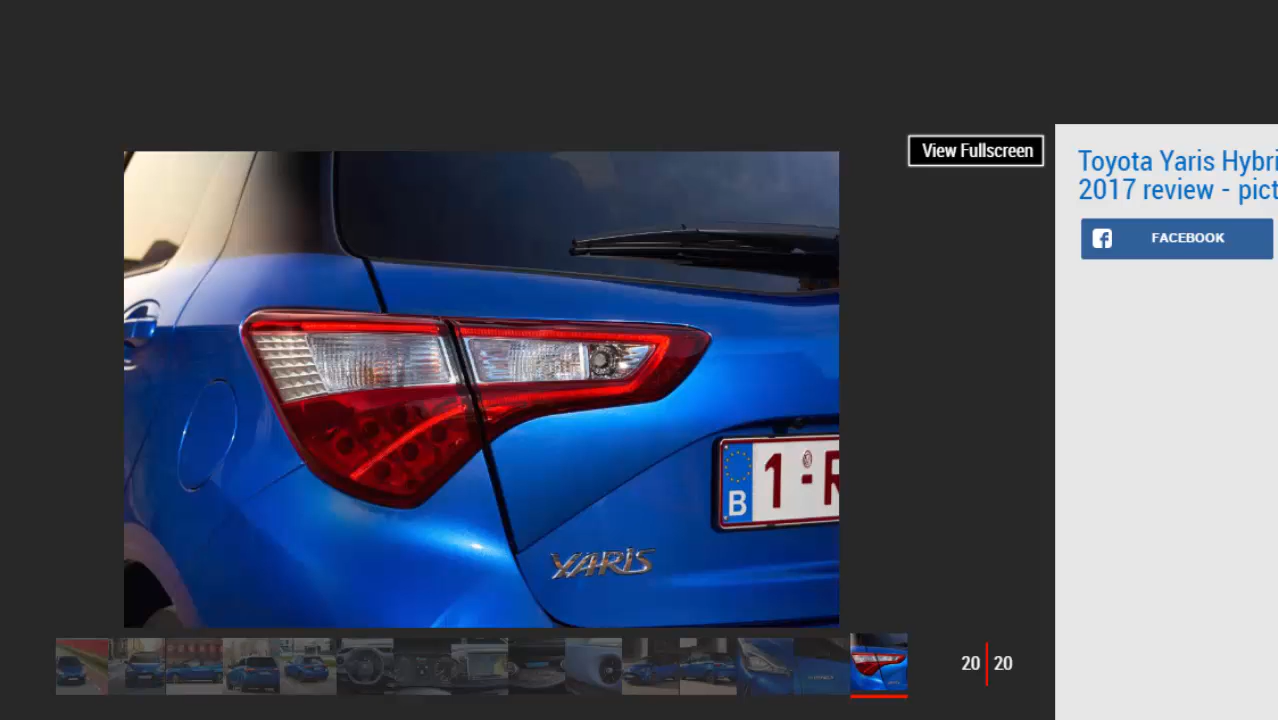 View Fullscreen
Toyota Yaris Hybri
2017 review - pict
FACEBOOK
B 1-R
YARIS
20 20